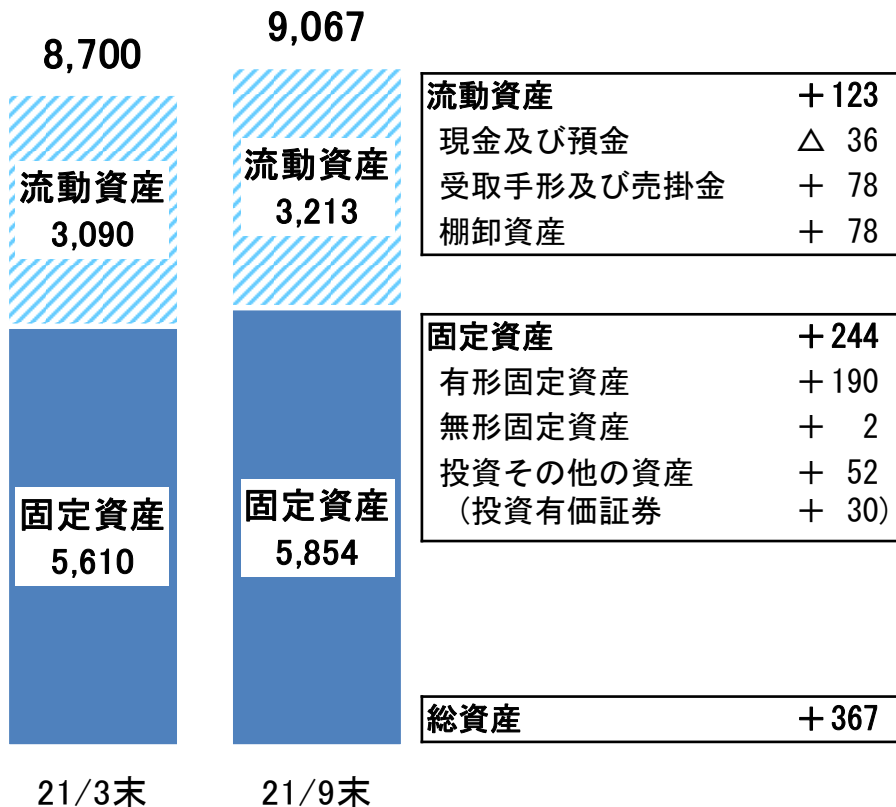 8,700
流動資産
3,090
固定資産
5,610
21/3末
9,067
流動資産
3,213
固定資産
5,854
21/9末
流動資産 ＋123
現金及び預金 △ 36
受取手形及び売掛金 ＋ 78
棚卸資産 ＋ 78
固定資産 ＋244
有形固定資産 ＋190
無形固定資産 ＋ 2
投資その他の資産 ＋ 52
（投資有価証券 ＋ 30）
総資産 ＋367